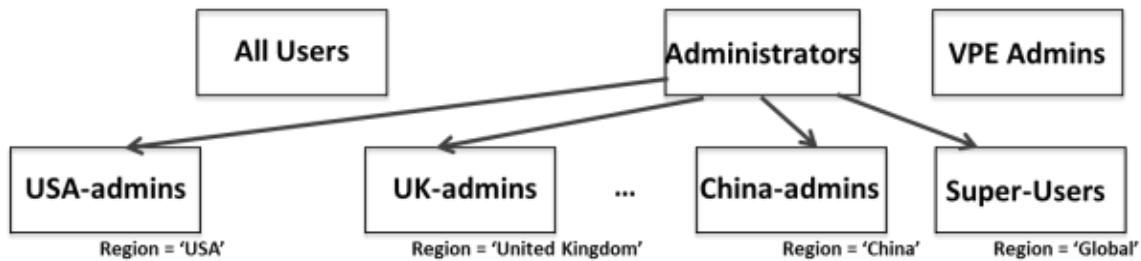 All Users
Administrators
VPE Admins
USA-admins
UK-admins
...
China-admins
Super-Users
Region = ‘USA’
Region = ‘United Kingdom’
Region = ‘China’
Region = ‘Global’